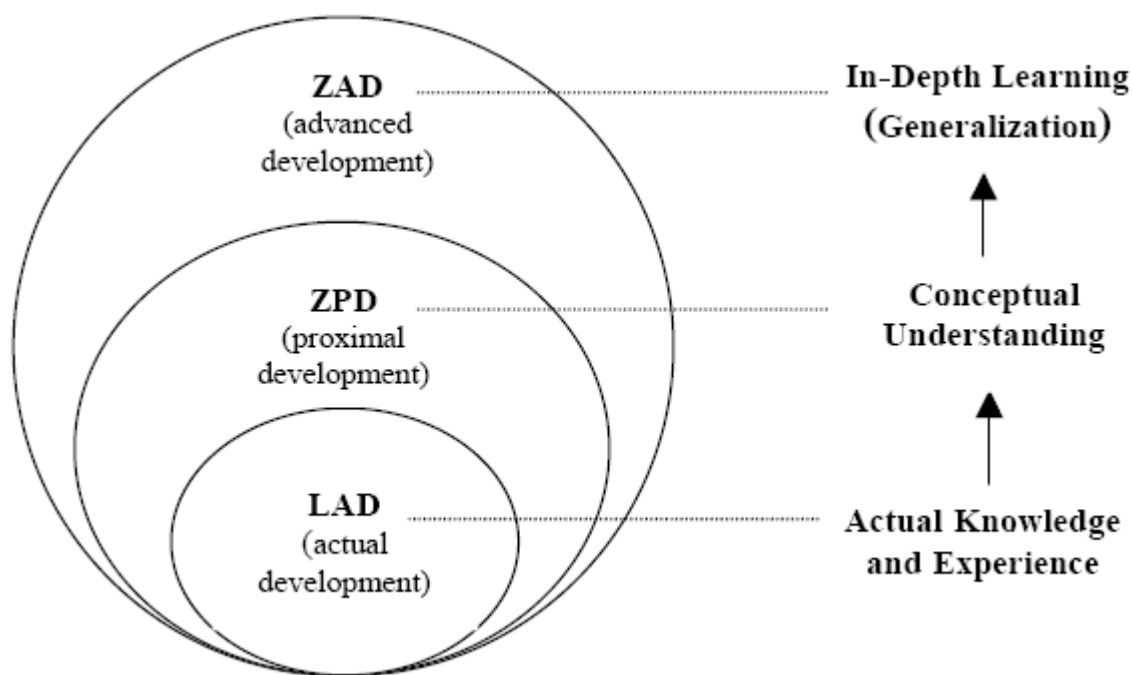 ZAD
(advanced
development)
In-Depth Learning
(Generalization)
ZPD
(proximal
development)
Conceptual
Understanding
LAD
(actual
development)
Actual Knowledge
and Experience